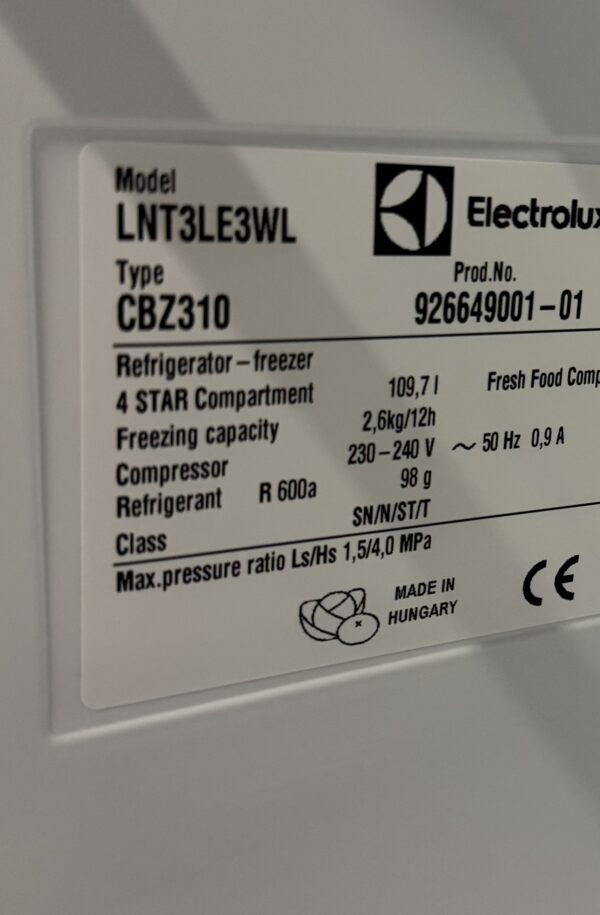 Model
LNT3LE3WL
Electrolux
Type
CBZ310
Prod.No.
926649001-01
Refrigerator-freezer
4 STAR Compartment 109,7 l Fresh Food
Freezing capacity 2,6kg/12h
Compressor 230-240 V ~ 50 Hz 0,9 A
Refrigerant R 600a 98 g
Class SN/N/ST/T
Max.pressure ratio Ls/Hs 1,5/4,0 MPa
MADE IN
HUNGARY
CE